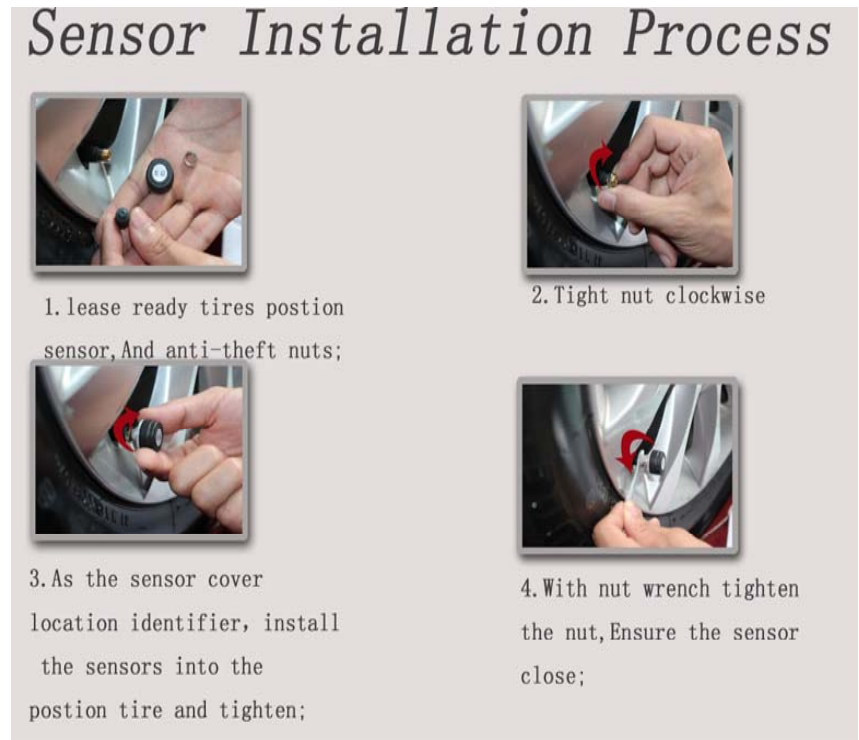 Sensor Installation Process
1.lease ready tires postion
sensor,And anti-theft nuts;
2.Tight nut clockwise
3.As the sensor cover
location identifier, install
the sensors into the
postion tire and tighten;
4.With nut wrench tighten
the nut,Ensure the sensor
close;